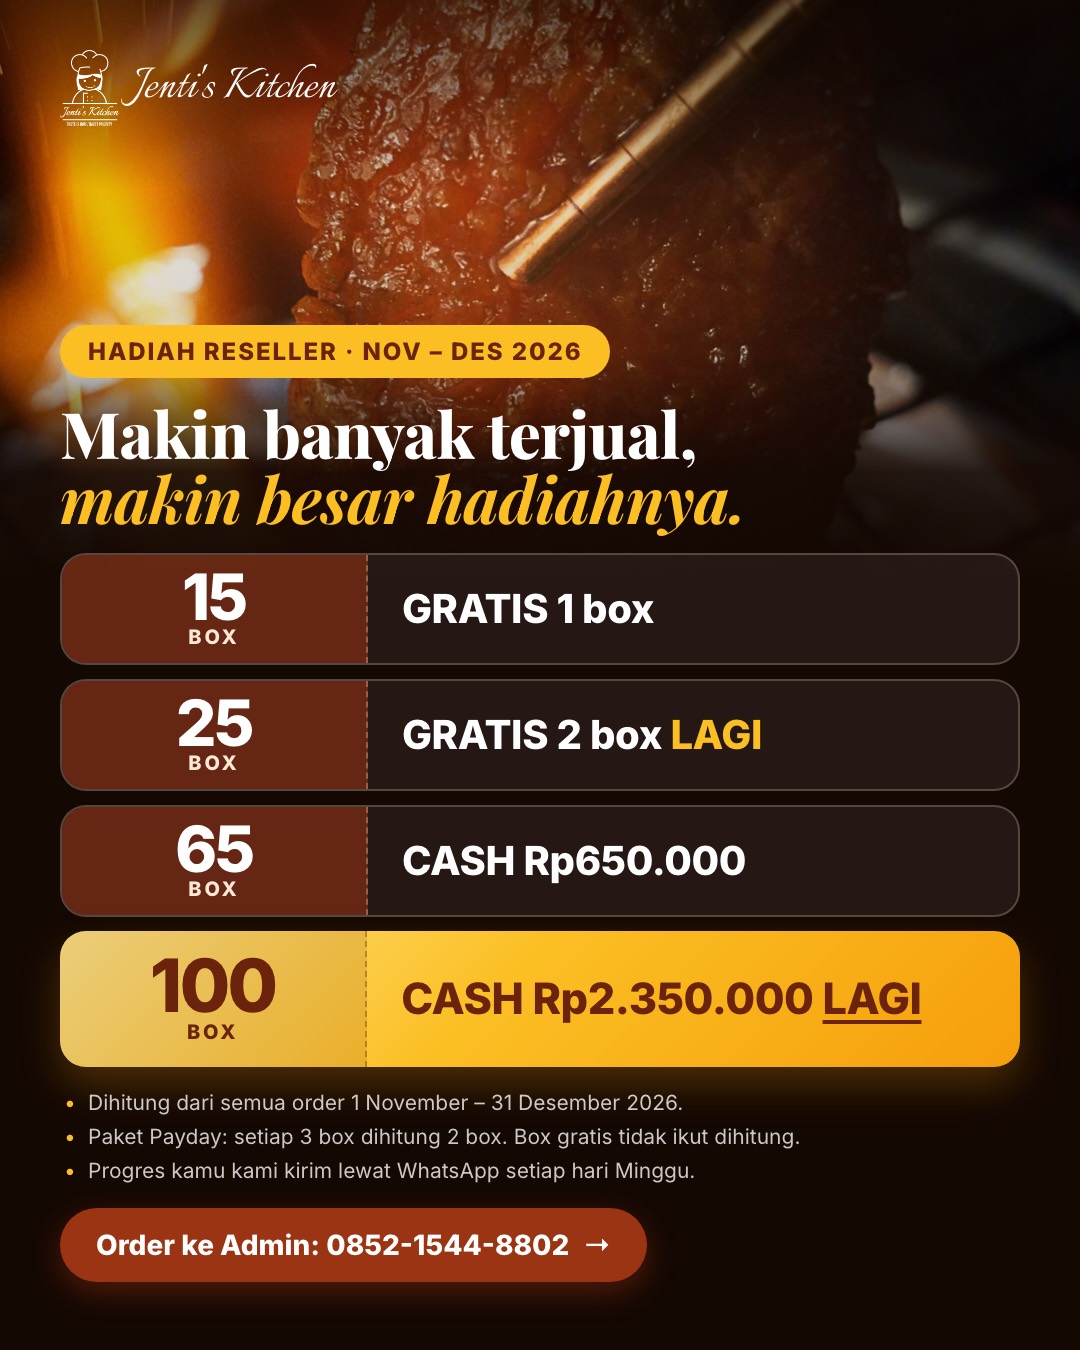 Jenti's Kitchen
Jenti's Kitchen
HADIAH RESELLER · NOV – DES 2026
Makin banyak terjual,
makin besar hadiahnya.
15
BOX
GRATIS 1 box
25
BOX
GRATIS 2 box LAGI
65
BOX
CASH Rp650.000
100
BOX
CASH Rp2.350.000 LAGI
• Dihitung dari semua order 1 November – 31 Desember 2026.
• Paket Payday: setiap 3 box dihitung 2 box. Box gratis tidak ikut dihitung.
• Progres kamu kami kirim lewat WhatsApp setiap hari Minggu.
Order ke Admin: 0852-1544-8802 →